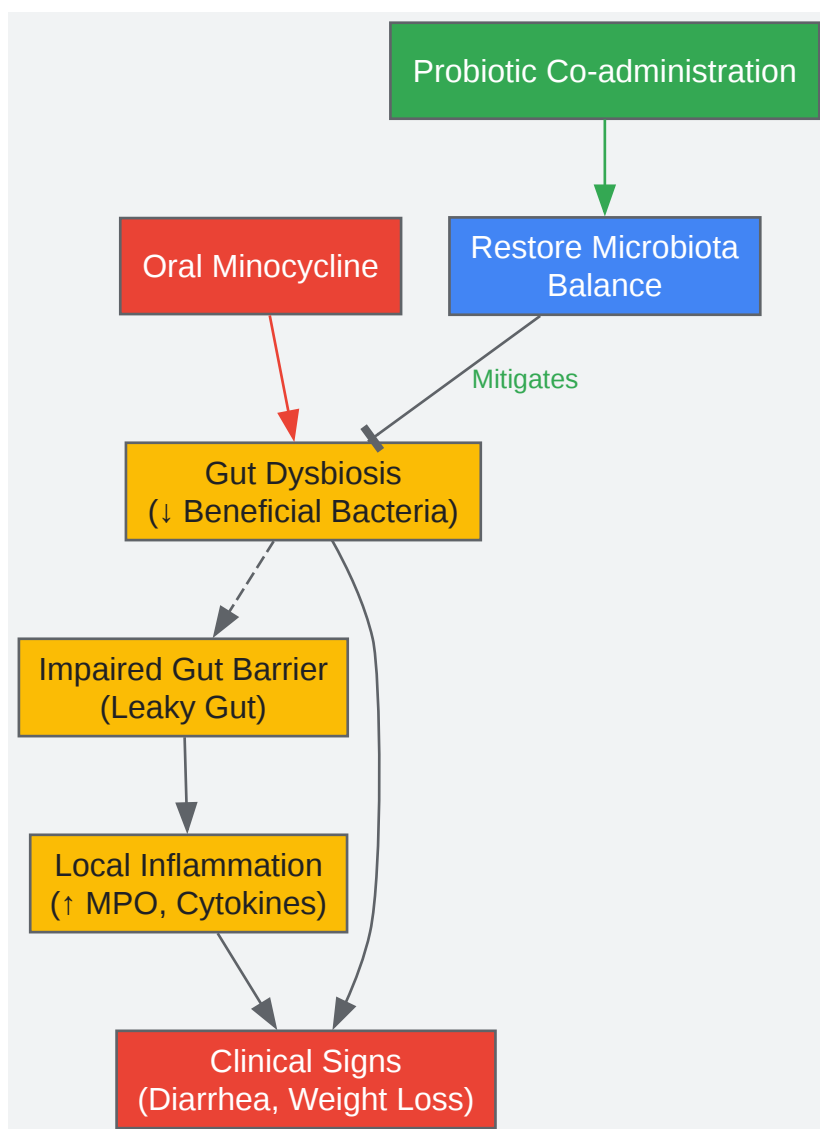 Probiotic Co-administration
Oral Minocycline
Restore Microbiota
Balance
Mitigates
Gut Dysbiosis
(↓ Beneficial Bacteria)
Impaired Gut Barrier
(Leaky Gut)
Local Inflammation
(↑ MPO, Cytokines)
Clinical Signs
(Diarrhea, Weight Loss)